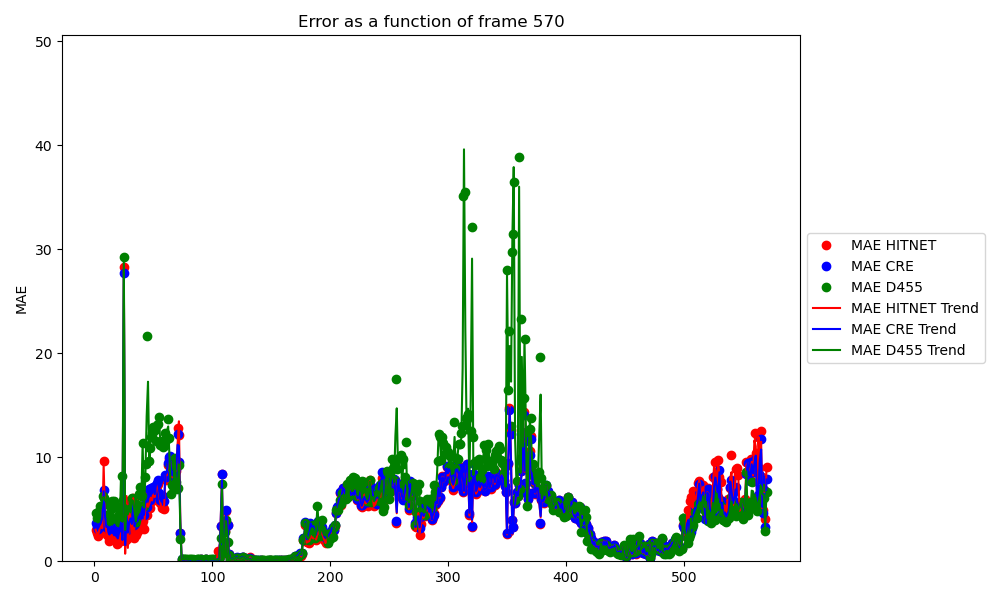 Error as a function of frame 570
MAE
50
40
30
20
10
0
0 100 200 300 400 500
MAE HITNET
MAE CRE
MAE D455
MAE HITNET Trend
MAE CRE Trend
MAE D455 Trend